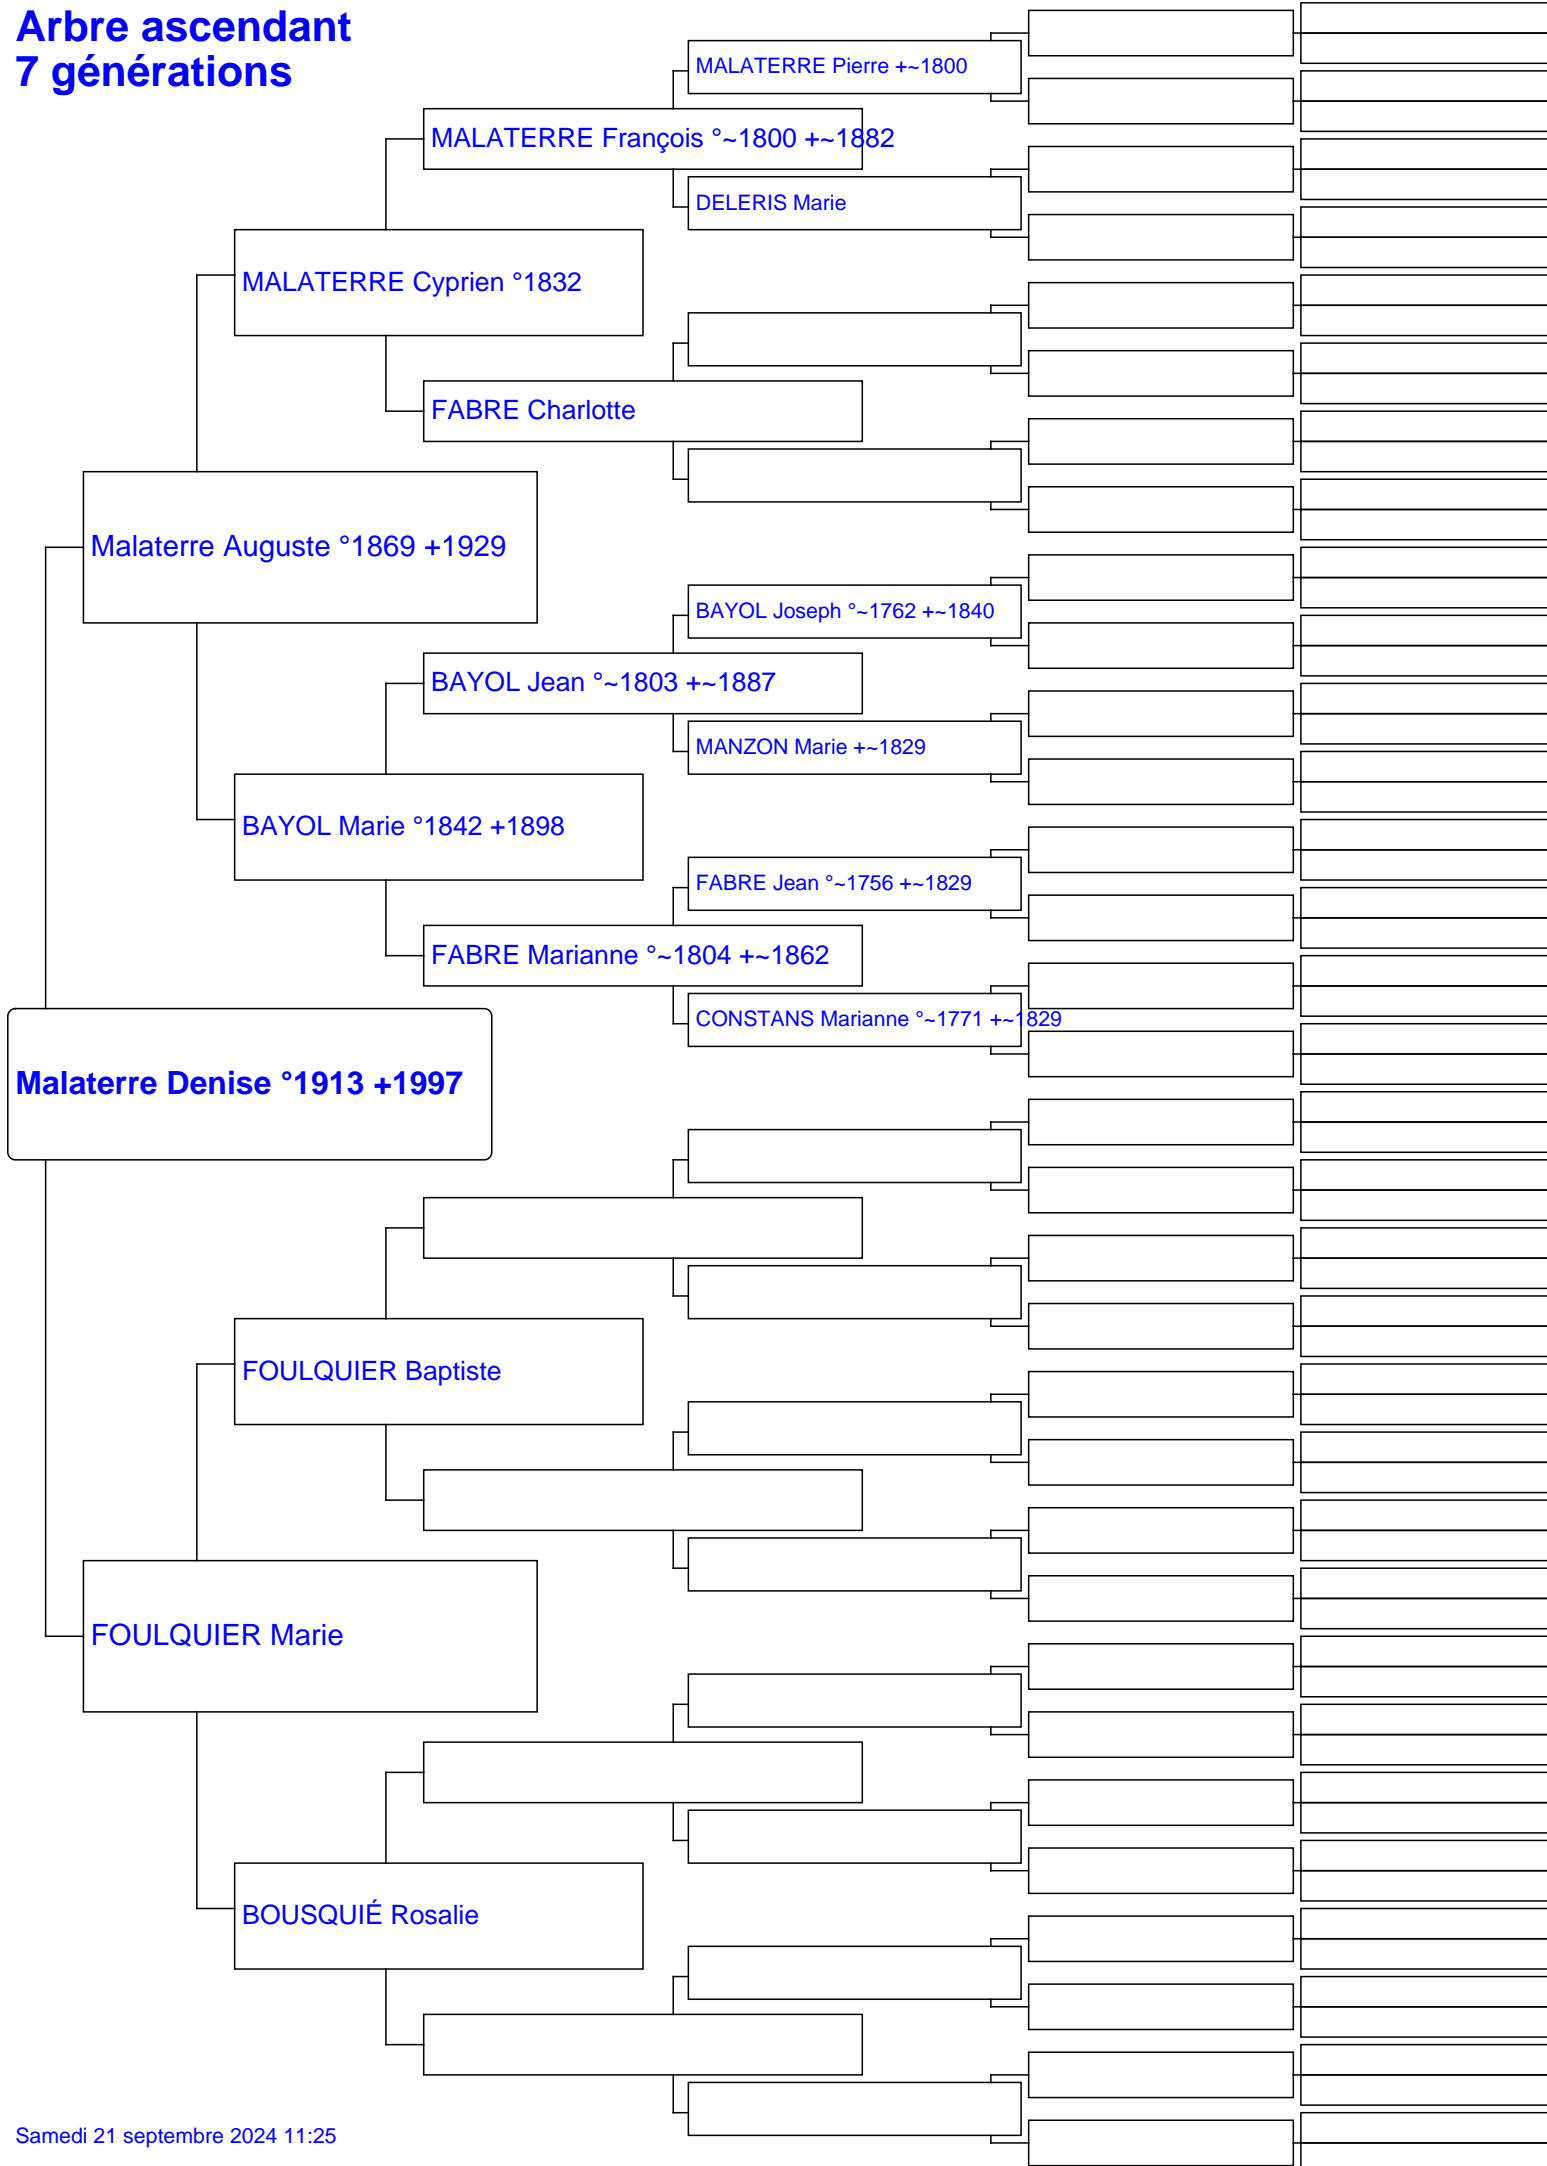 Arbre ascendant
7 générations
MALATERRE Pierre +~1800
MALATERRE François °~1800 +~1882
DELERIS Marie
MALATERRE Cyprien °1832
FABRE Charlotte
Malaterre Auguste °1869 +1929
BAYOL Joseph °~1762 +~1840
BAYOL Jean °~1803 +~1887
MANZON Marie +~1829
BAYOL Marie °1842 +1898
FABRE Jean °~1756 +~1829
FABRE Marianne °~1804 +~1862
CONSTANS Marianne °~1771 +~1829
Malaterre Denise °1913 +1997
FOULQUIER Baptiste
FOULQUIER Marie
BOUSQUIÉ Rosalie
Samedi 21 septembre 2024 11:25